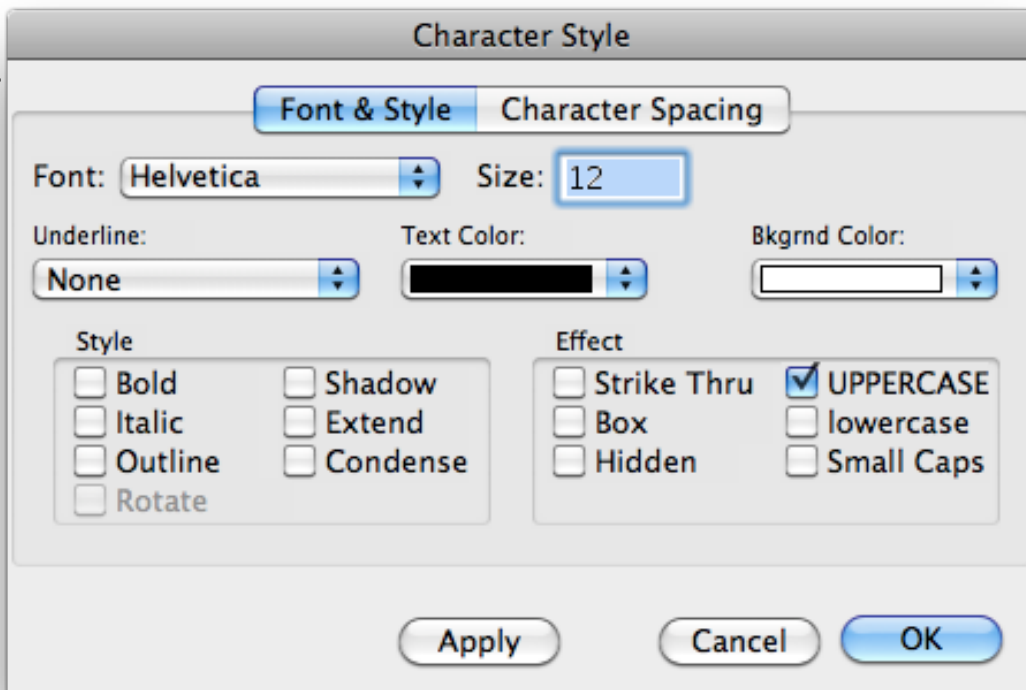 Character Style
Font & Style Character Spacing
Font: Helvetica Size: 12
Underline: Text Color: Bkgrnd Color:
None
Style Effect
Bold Shadow Strike Thru UPPERCASE
Italic Extend Box lowercase
Outline Condense Hidden Small Caps
Rotate
Apply Cancel OK